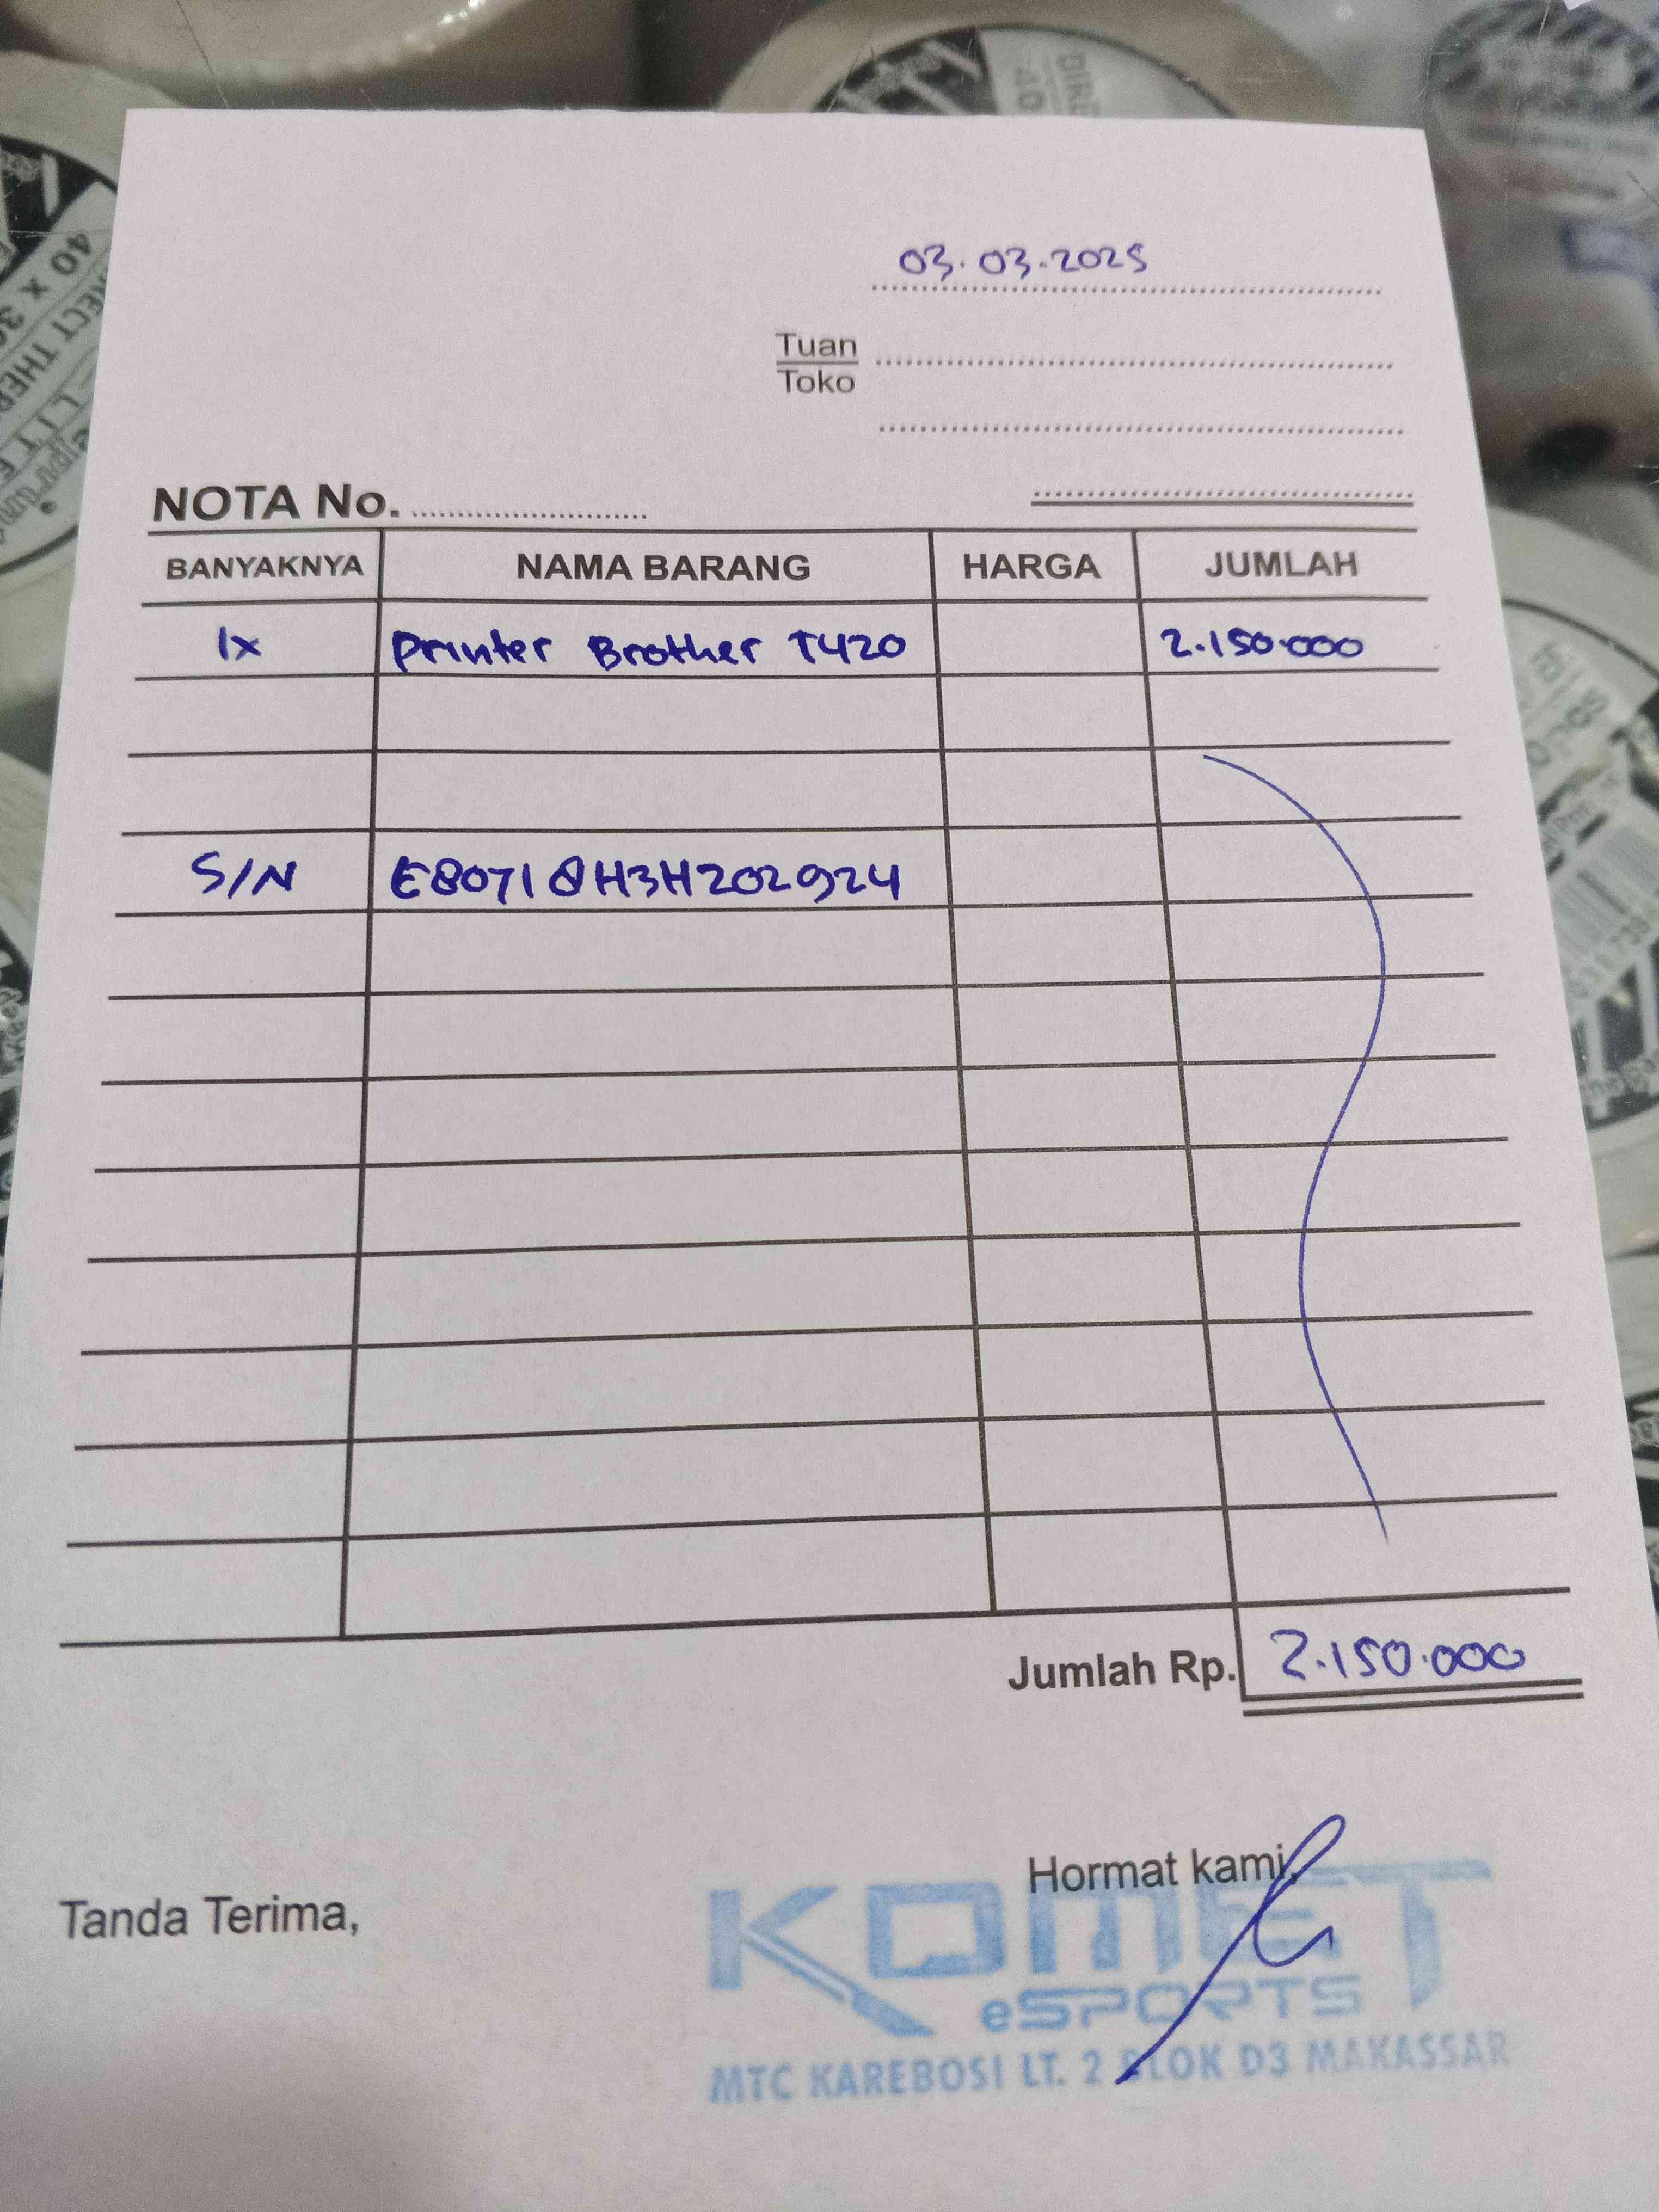 03.03.2025
Tuan
Toko
NOTA No.
BANYAKNYA NAMA BARANG HARGA JUMLAH
1x Printer Brother T420 2.150.000
S/N E80718H3H202924
Jumlah Rp. 2.150.000
Hormat kami,
Tanda Terima,
KOMET
eSPORTS
MTC KAREBOSI LT. 2 BLOK D3 MAKASSAR